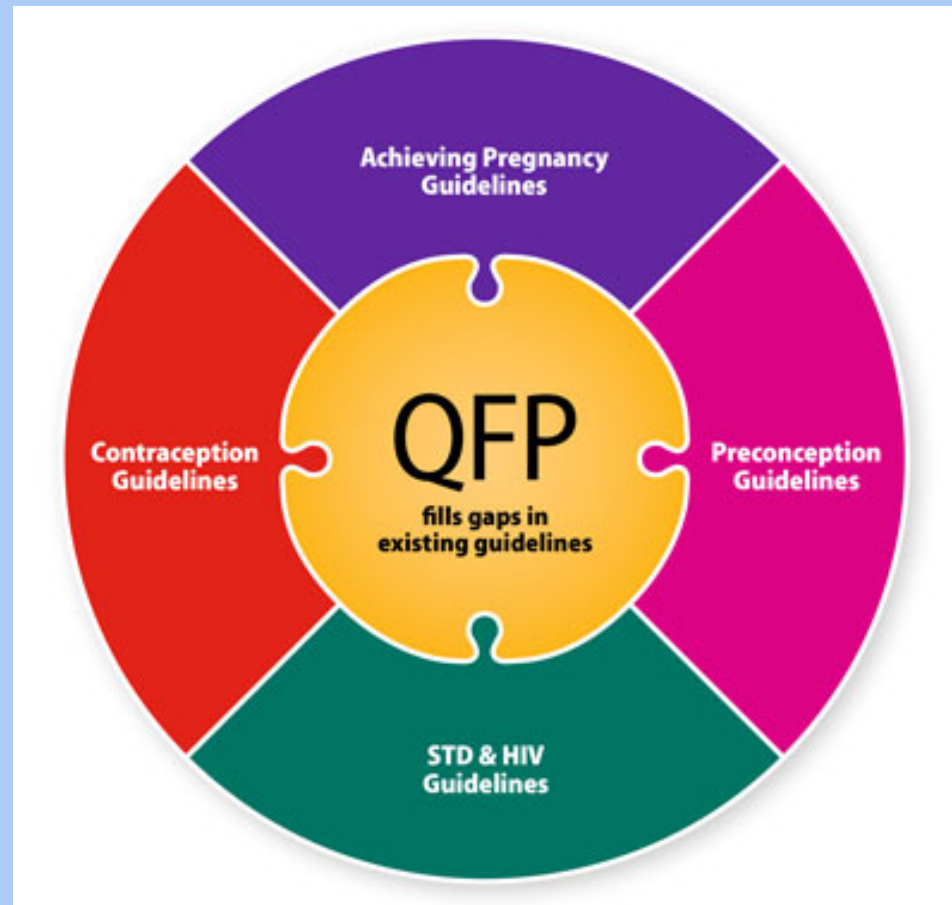 Achieving Pregnancy
Guidelines
Contraception
Guidelines
QFP
fills gaps in
existing guidelines
Preconception
Guidelines
STD & HIV
Guidelines